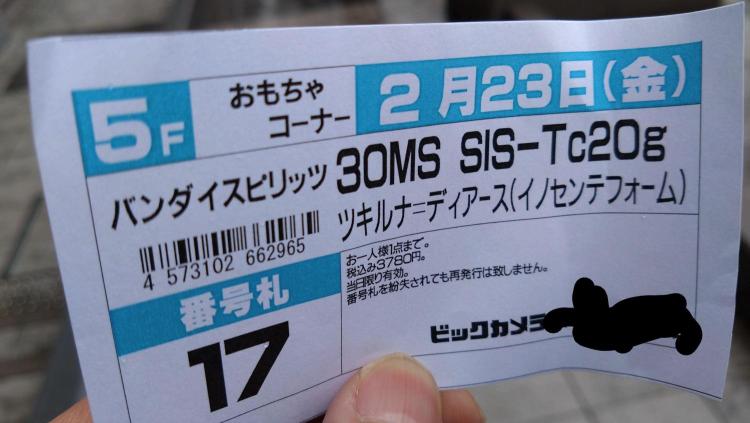 5F
おもちゃ
コーナー
2月23日(金)
バンダイスピリッツ
30MS SIS-Tc20g
ツキルナ=ディアース(イノセンテフォーム)
4 573102 662965
お一人様1点まで。
税込み3780円。
当日限り有効。
番号札を紛失されても再発行は致しません。
番号札
17
ビックカメラ